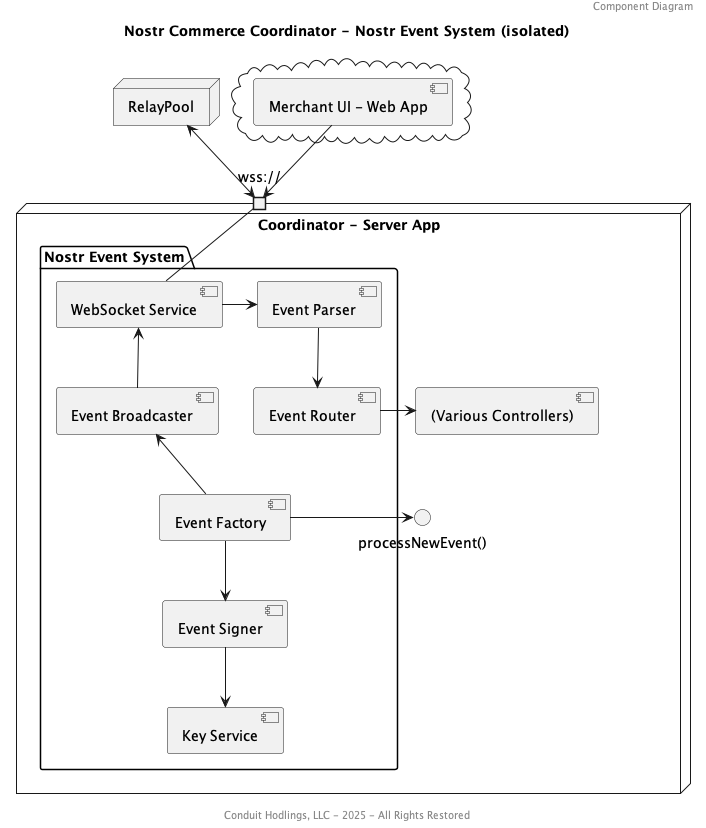 Component Diagram
Nostr Commerce Coordinator - Nostr Event System (isolated)
RelayPool
Merchant UI - Web App
wss://
Coordinator - Server App
Nostr Event System
WebSocket Service
Event Parser
Event Broadcaster
Event Router
(Various Controllers)
Event Factory
processNewEvent()
Event Signer
Key Service
Conduit Hodlings, LLC - 2025 - All Rights Restored